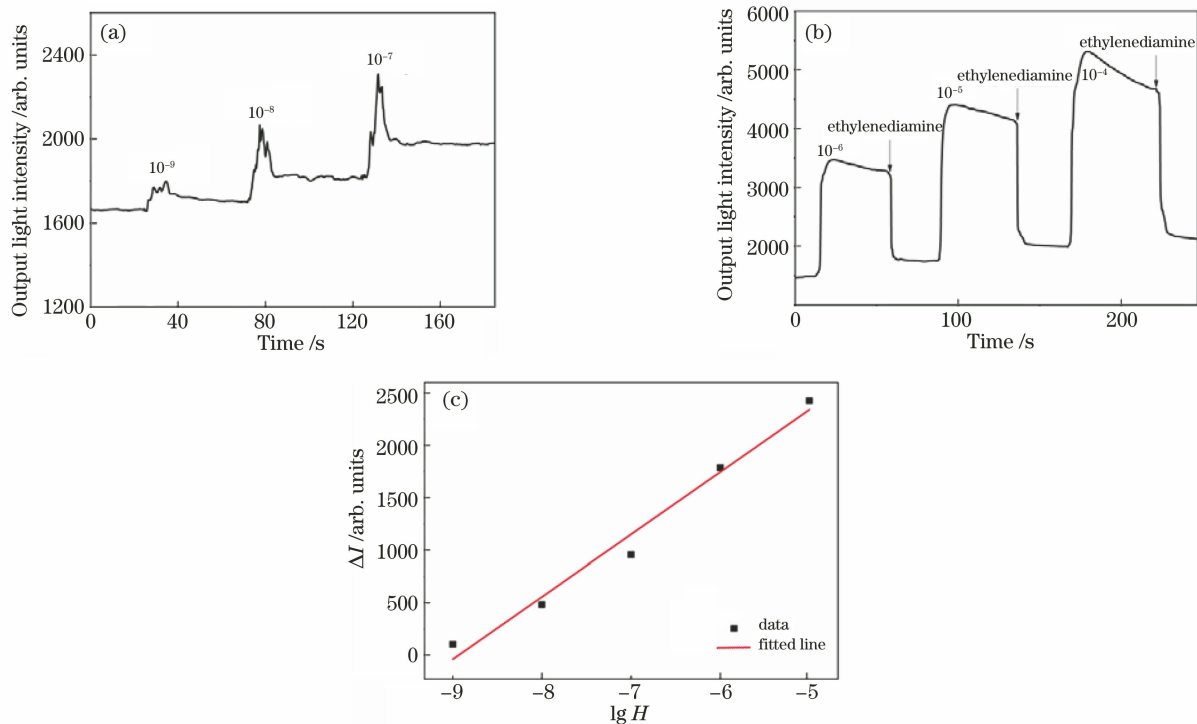 (a)
Output light intensity /arb. units
2400
2000
1600
1200
10⁻⁹
10⁻⁸
10⁻⁷
0
40
80
120
160
Time /s
(b)
Output light intensity /arb. units
6000
5000
4000
3000
2000
10⁻⁶
ethylenediamine
10⁻⁵
ethylenediamine
10⁻⁴
ethylenediamine
0
100
200
Time /s
(c)
ΔI /arb. units
2500
2000
1500
1000
500
0
data
fitted line
−9
−8
−7
−6
−5
lg H